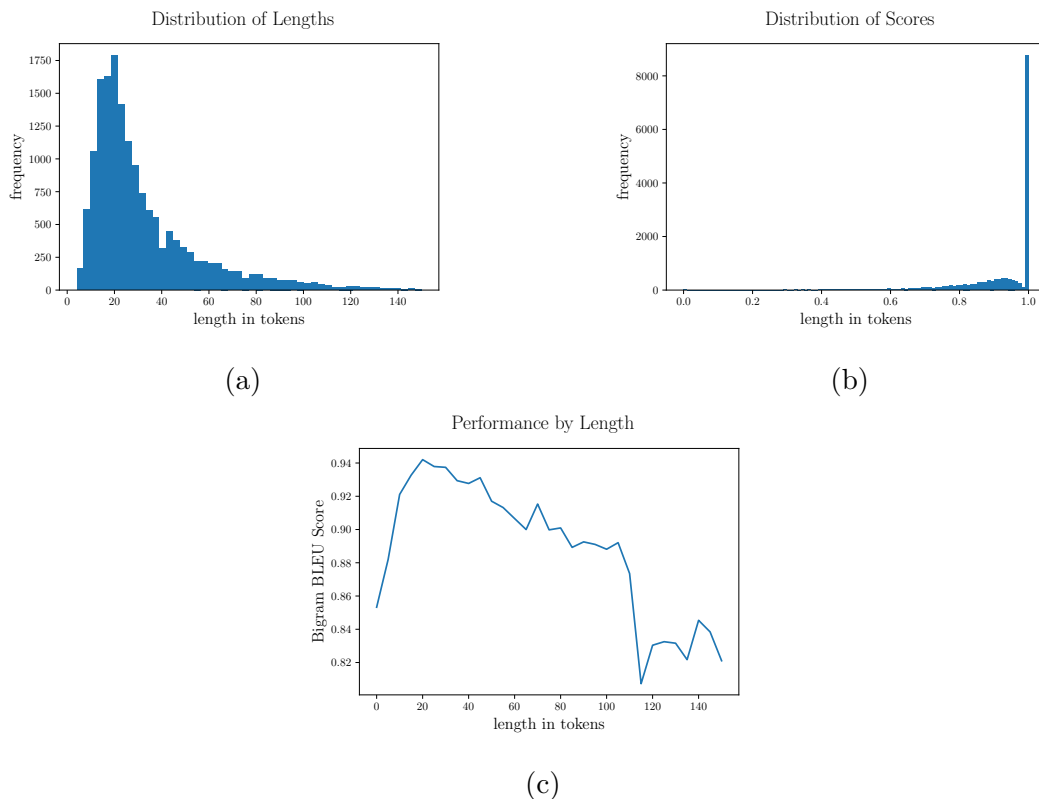 Distribution of Lengths
1750
1500
1250
1000
750
500
250
0
frequency
0 20 40 60 80 100 120 140
length in tokens
(a)
Distribution of Scores
8000
6000
4000
2000
0
frequency
0.0 0.2 0.4 0.6 0.8 1.0
length in tokens
(b)
Performance by Length
0.94
0.92
0.90
0.88
0.86
0.84
0.82
Bigram BLEU Score
0 20 40 60 80 100 120 140
length in tokens
(c)